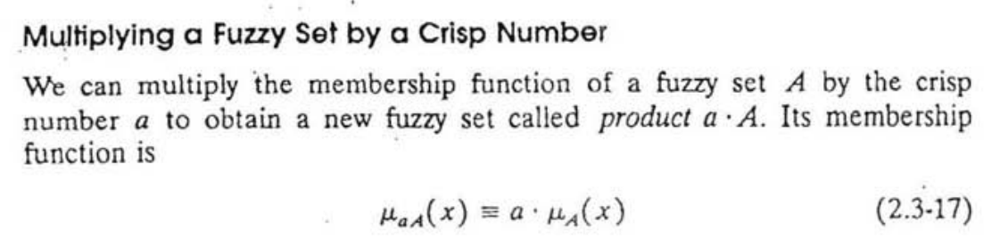 Multiplying a Fuzzy Set by a Crisp Number
We can multiply the membership function of a fuzzy set A by the crisp
number a to obtain a new fuzzy set called product a · A. Its membership
function is
μaA(x) ≡ a · μA(x) (2.3-17)